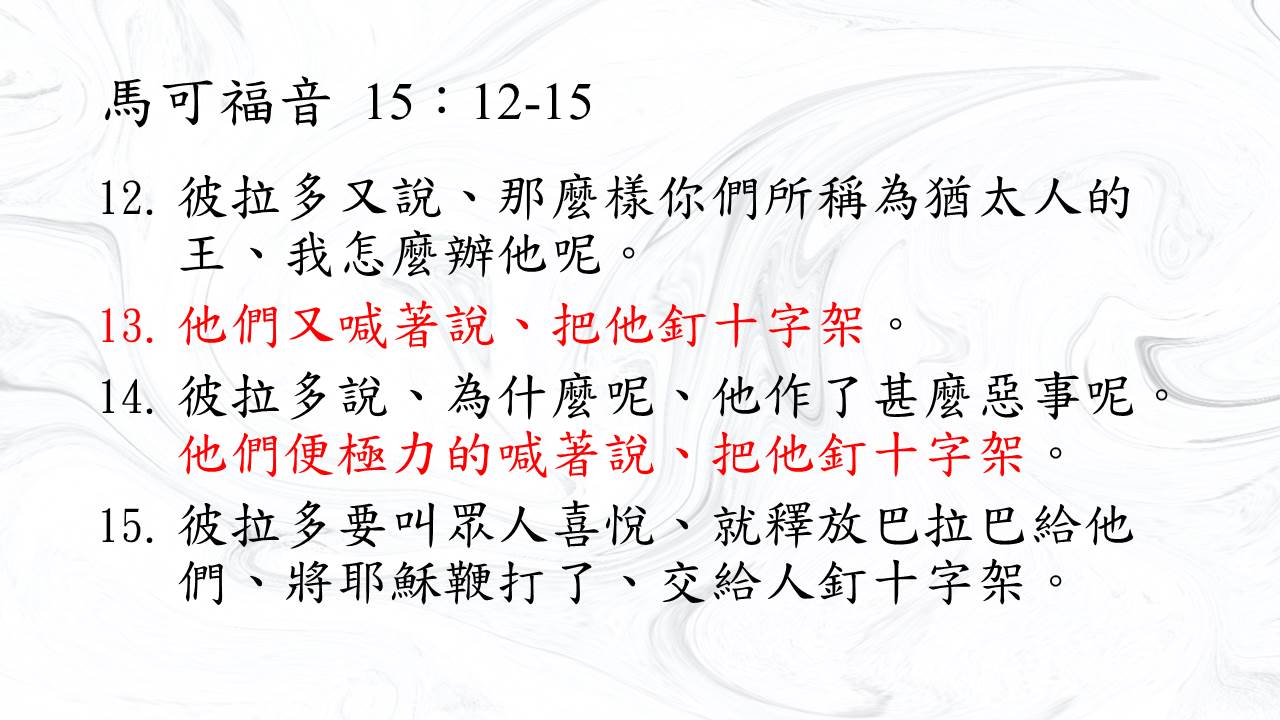 馬可福音 15：12-15
12. 彼拉多又說、那麼樣你們所稱為猶太人的
王、我怎麼辦他呢。
13. 他們又喊著說、把他釘十字架。
14. 彼拉多說、為什麼呢、他作了甚麼惡事呢。
他們便極力的喊著說、把他釘十字架。
15. 彼拉多要叫眾人喜悅、就釋放巴拉巴給他
們、將耶穌鞭打了、交給人釘十字架。